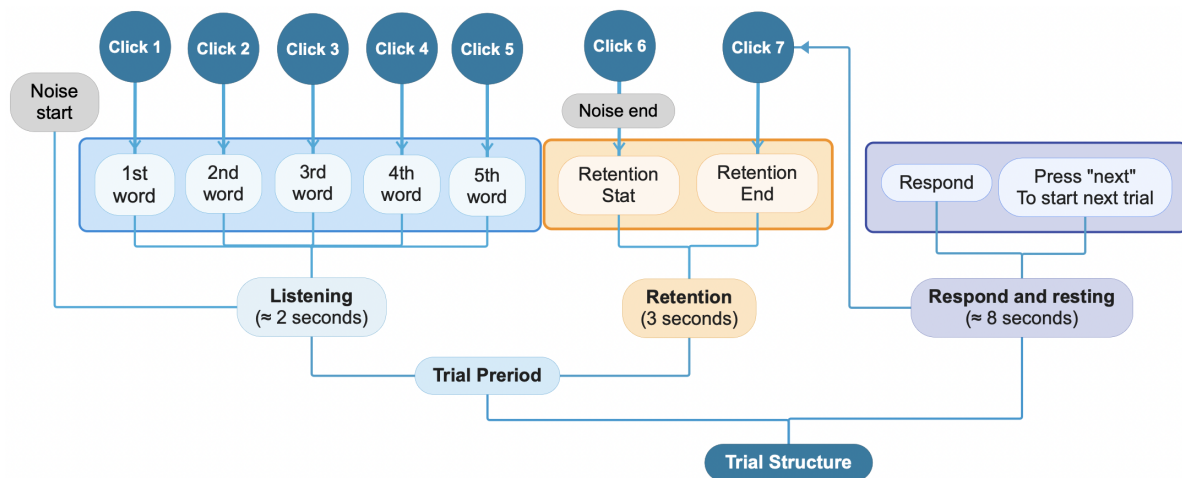 Click 1
Click 2
Click 3
Click 4
Click 5
Click 6
Click 7
Noise
start
Noise end
1st
word
2nd
word
3rd
word
4th
word
5th
word
Retention
Stat
Retention
End
Respond
Press "next"
To start next trial
Listening
(≈ 2 seconds)
Retention
(3 seconds)
Respond and resting
(≈ 8 seconds)
Trial Preriod
Trial Structure